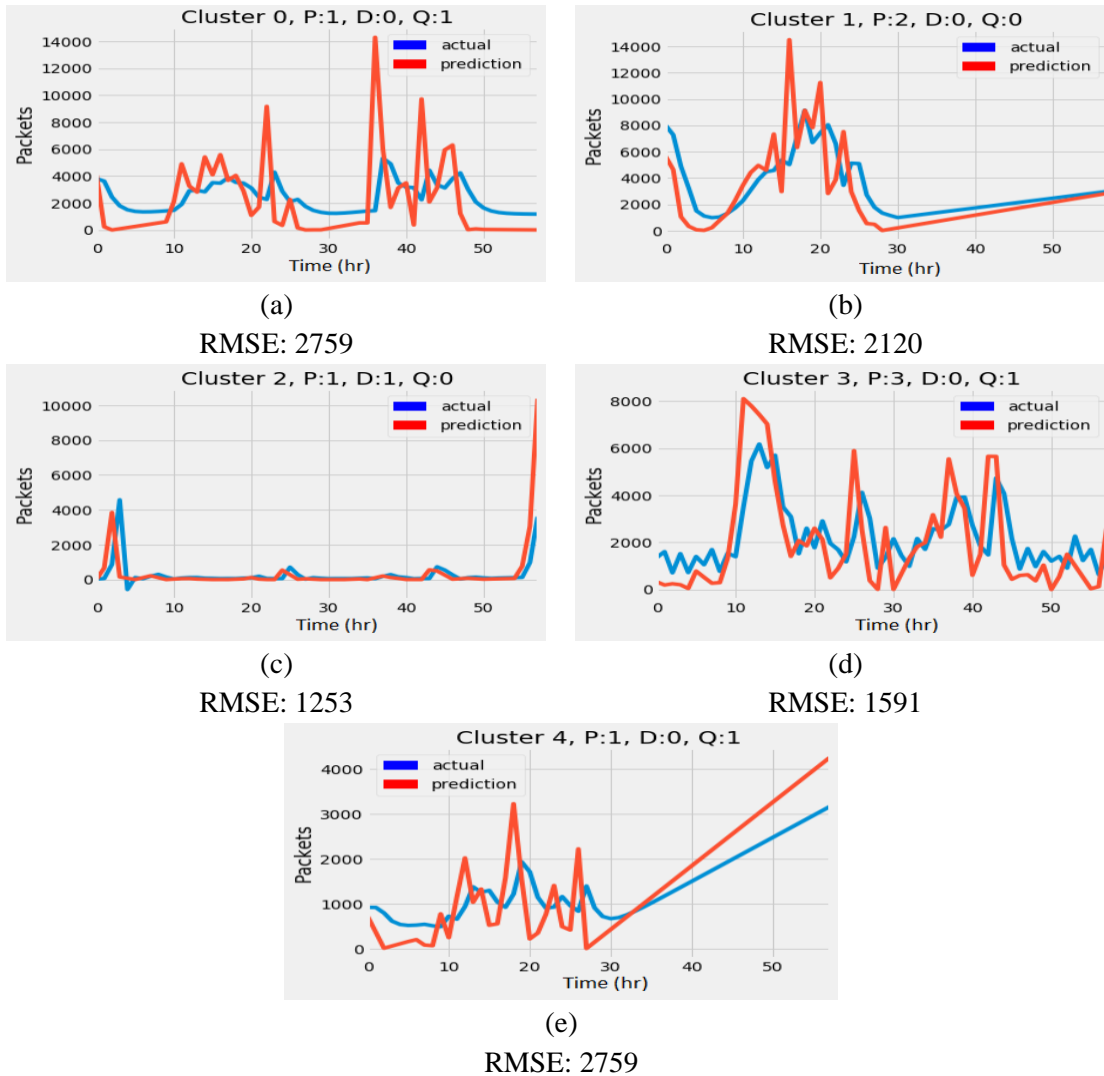 Cluster 0, P:1, D:0, Q:1
14000
12000
10000
8000
6000
4000
2000
0
Packets
actual
prediction
0 10 20 30 40 50
Time (hr)
(a)
RMSE: 2759
Cluster 1, P:2, D:0, Q:0
14000
12000
10000
8000
6000
4000
2000
0
Packets
actual
prediction
0 10 20 30 40 50
Time (hr)
(b)
RMSE: 2120
Cluster 2, P:1, D:1, Q:0
10000
8000
6000
4000
2000
0
Packets
actual
prediction
0 10 20 30 40 50
Time (hr)
(c)
RMSE: 1253
Cluster 3, P:3, D:0, Q:1
8000
6000
4000
2000
0
Packets
actual
prediction
0 10 20 30 40 50
Time (hr)
(d)
RMSE: 1591
Cluster 4, P:1, D:0, Q:1
4000
3000
2000
1000
0
Packets
actual
prediction
0 10 20 30 40 50
Time (hr)
(e)
RMSE: 2759